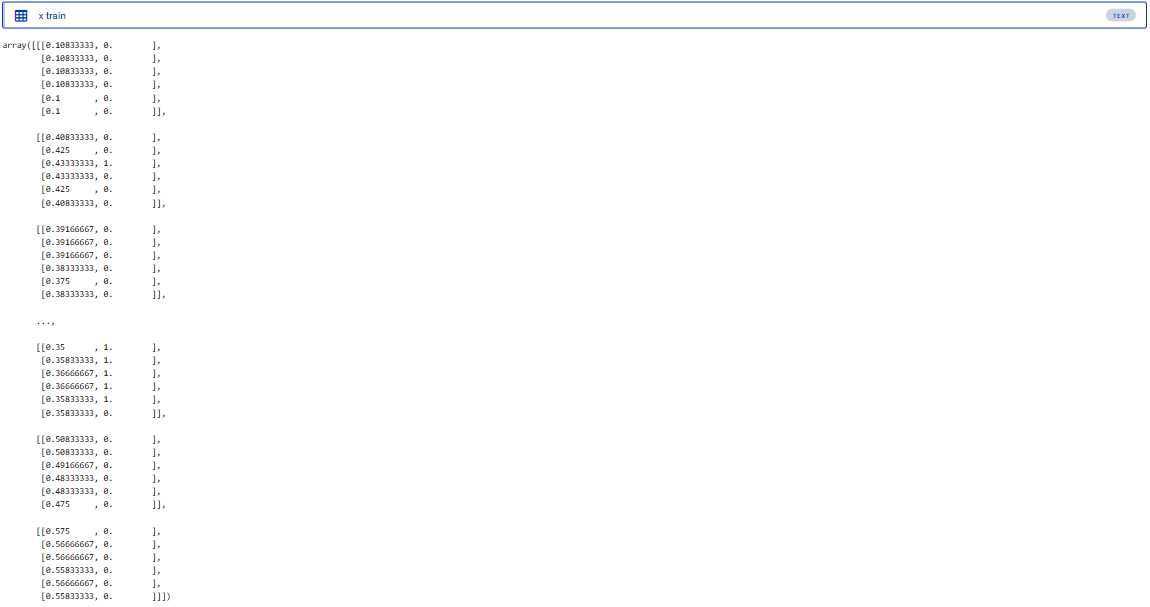 x train
TEXT
array([[[0.10833333, 0.        ],
        [0.10833333, 0.        ],
        [0.10833333, 0.        ],
        [0.10833333, 0.        ],
        [0.1       , 0.        ],
        [0.1       , 0.        ]],

       [[0.40833333, 0.        ],
        [0.425     , 0.        ],
        [0.43333333, 1.        ],
        [0.43333333, 0.        ],
        [0.425     , 0.        ],
        [0.40833333, 0.        ]],

       [[0.39166667, 0.        ],
        [0.39166667, 0.        ],
        [0.39166667, 0.        ],
        [0.38333333, 0.        ],
        [0.375     , 0.        ],
        [0.38333333, 0.        ]],

       ...,

       [[0.35      , 1.        ],
        [0.35833333, 1.        ],
        [0.36666667, 1.        ],
        [0.36666667, 1.        ],
        [0.35833333, 1.        ],
        [0.35833333, 0.        ]],

       [[0.50833333, 0.        ],
        [0.50833333, 0.        ],
        [0.49166667, 0.        ],
        [0.48333333, 0.        ],
        [0.48333333, 0.        ],
        [0.475     , 0.        ]],

       [[0.575     , 0.        ],
        [0.56666667, 0.        ],
        [0.56666667, 0.        ],
        [0.55833333, 0.        ],
        [0.56666667, 0.        ],
        [0.55833333, 0.        ]]])